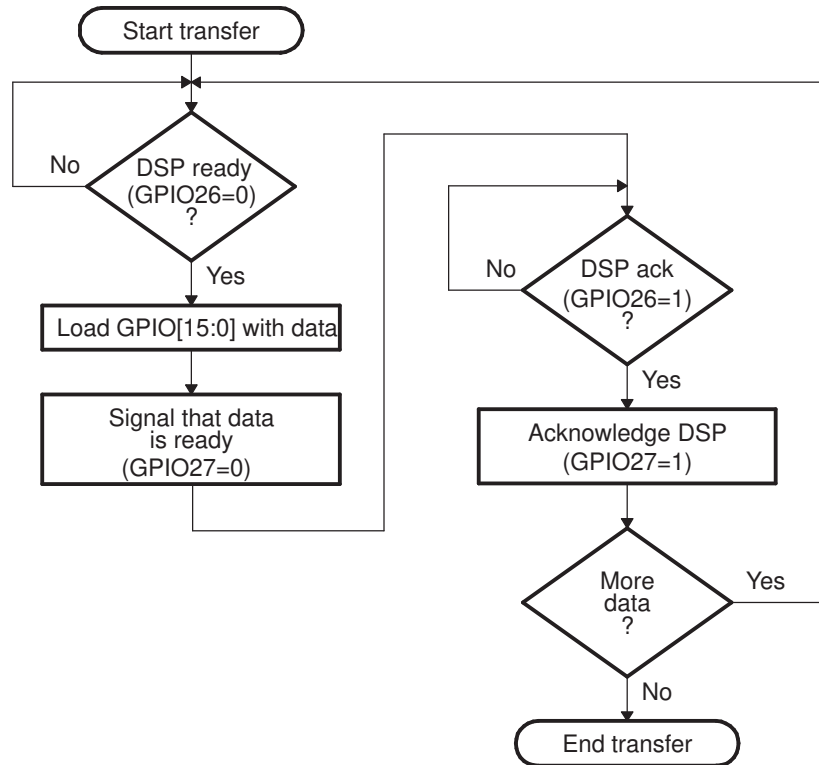 Start transfer
No
DSP ready
(GPIO26=0)
?
Yes
Load GPIO[15:0] with data
Signal that data
is ready
(GPIO27=0)
No
DSP ack
(GPIO26=1)
?
Yes
Acknowledge DSP
(GPIO27=1)
More
data
?
Yes
No
End transfer